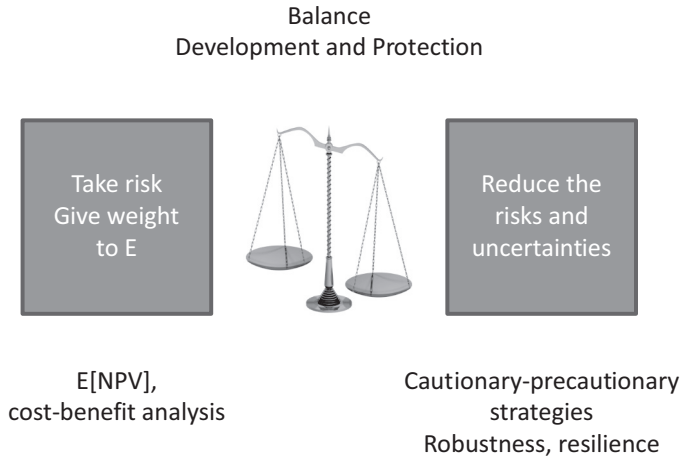 Balance
Development and Protection
Take risk
Give weight
to E
Reduce the
risks and
uncertainties
E[NPV],
cost-benefit analysis
Cautionary-precautionary
strategies
Robustness, resilience